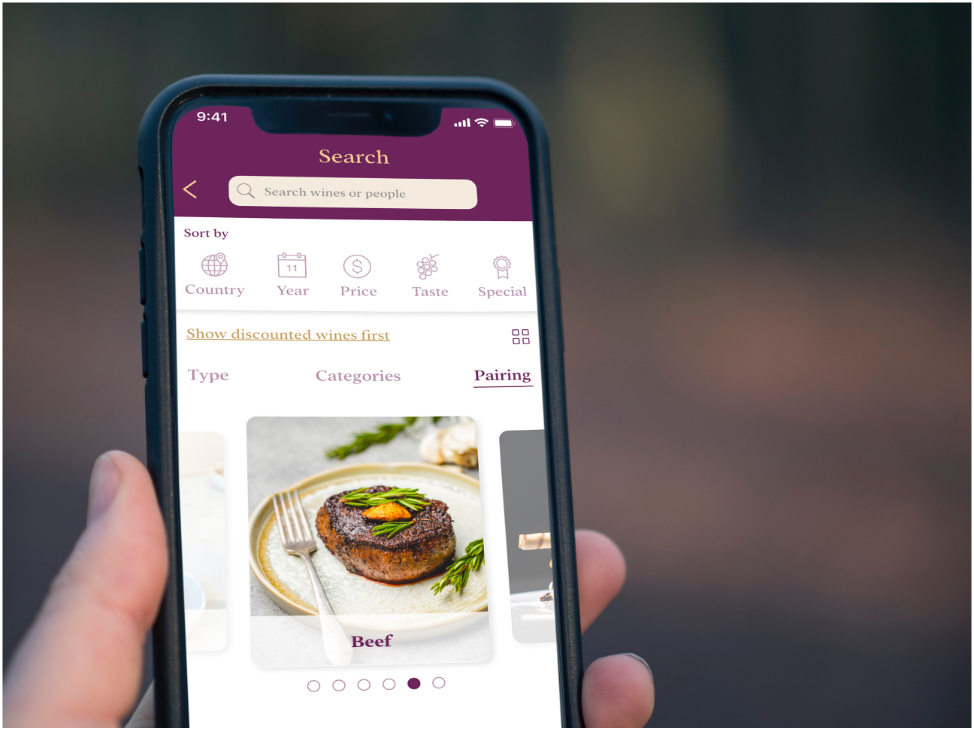 9:41
Search
Search wines or people
Sort by
11
$
Country Year Price Taste Special
Show discounted wines first
Type Categories Pairing
Beef